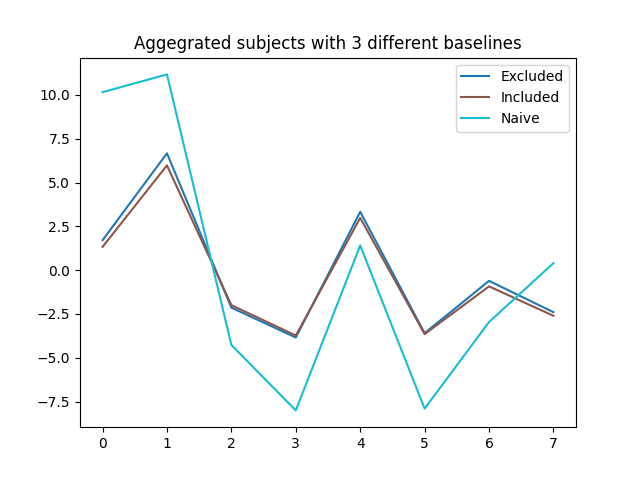 Aggegrated subjects with 3 different baselines
Excluded
Included
Naive
10.0
7.5
5.0
2.5
0.0
−2.5
−5.0
−7.5
0 1 2 3 4 5 6 7